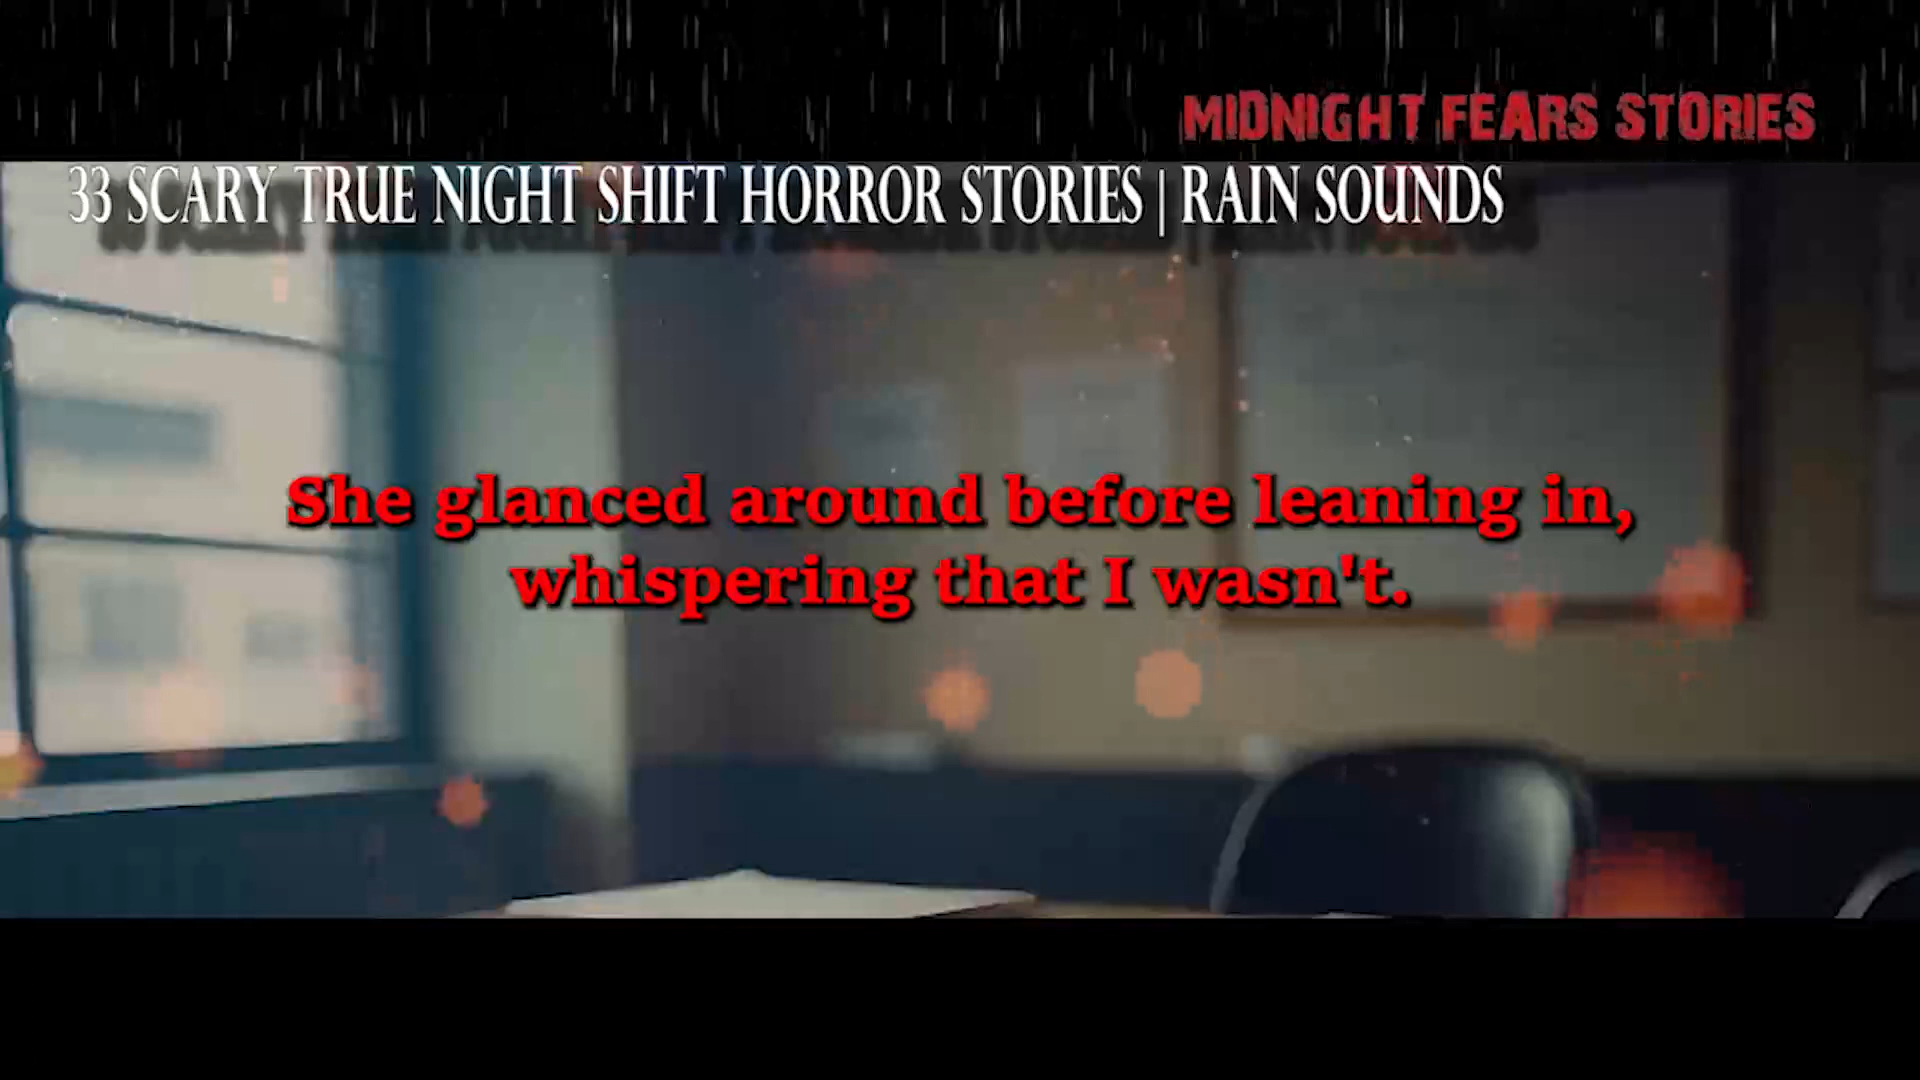 MIDNIGHT FEARS STORIES
33 SCARY TRUE NIGHT SHIFT HORROR STORIES | RAIN SOUNDS
She glanced around before leaning in,
whispering that I wasn't.